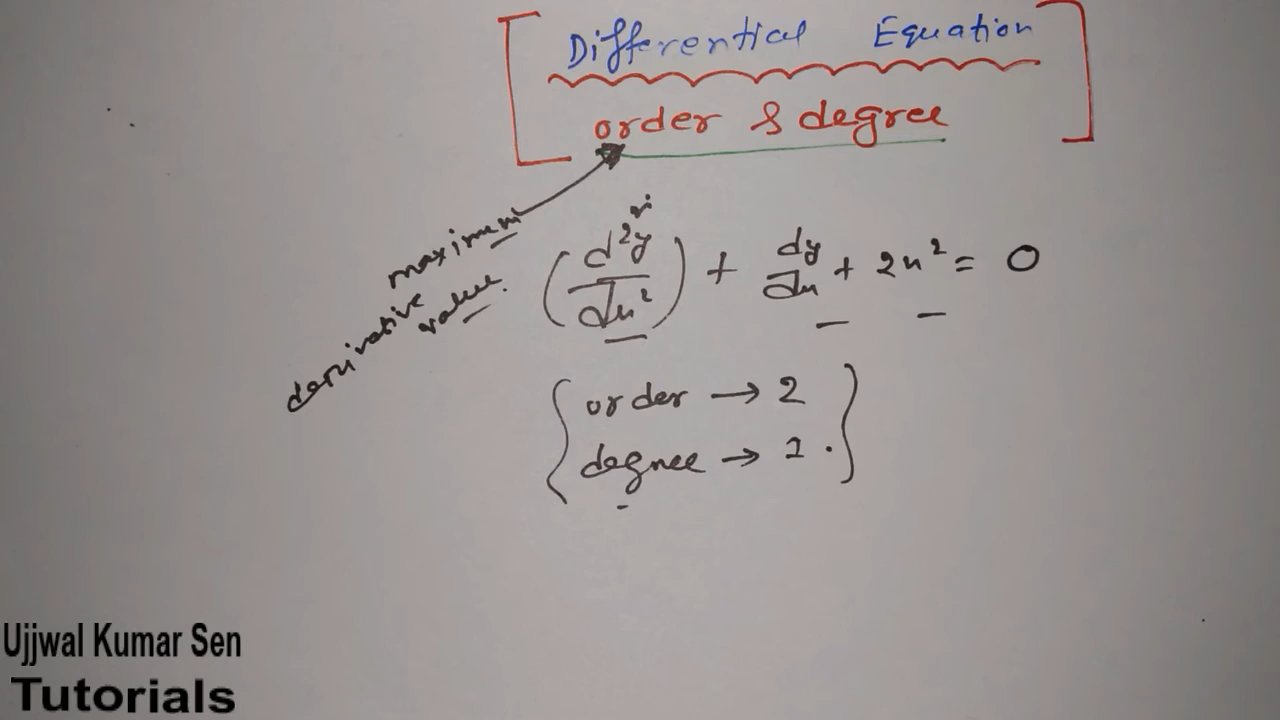 Differential Equation
order & degree
maximum
derivative value.
(d²y/dx²) + dy/dx + 2x² = 0
order → 2
degree → 1.
Ujjwal Kumar Sen
Tutorials